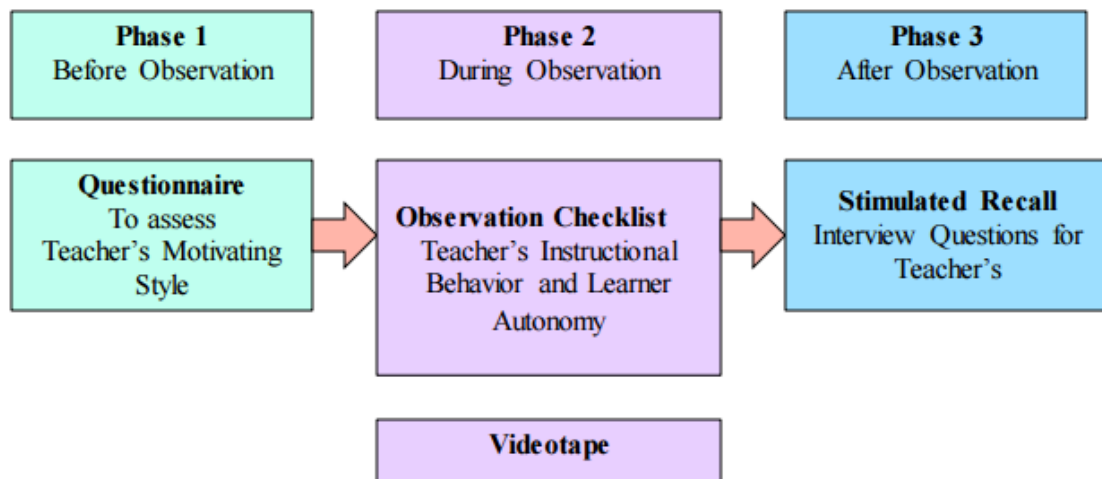 Phase 1
Before Observation
Phase 2
During Observation
Phase 3
After Observation
Questionnaire
To assess
Teacher's Motivating
Style
Observation Checklist
Teacher's Instructional
Behavior and Learner
Autonomy
Stimulated Recall
Interview Questions for
Teacher's
Videotape